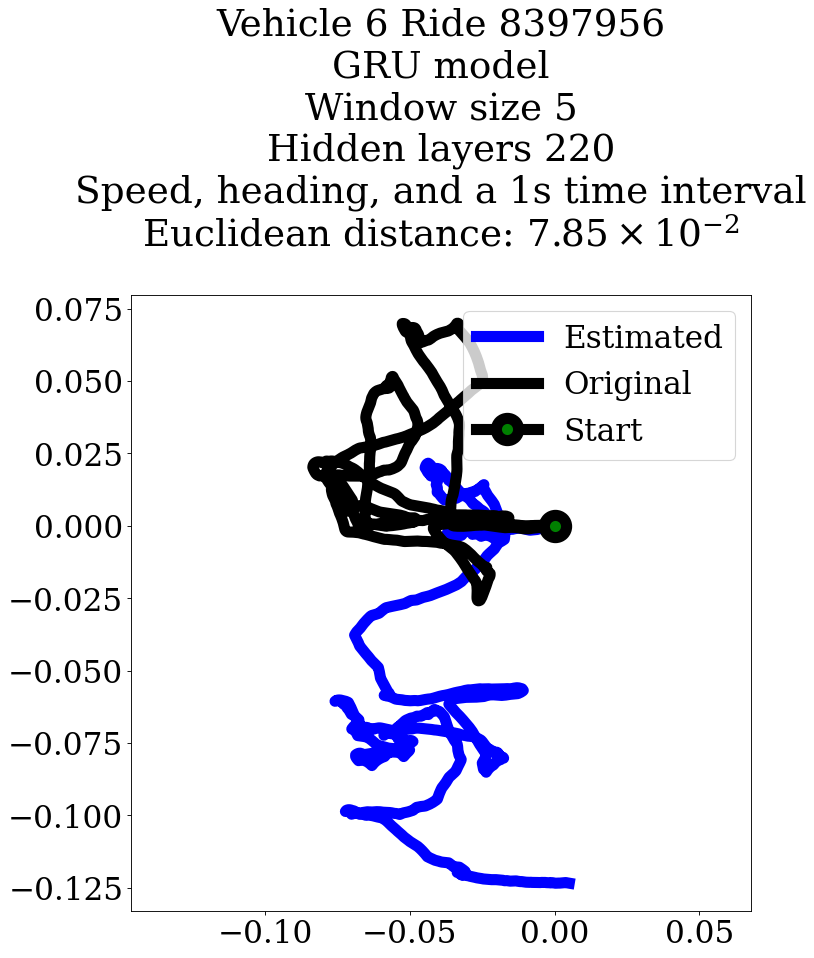 Vehicle 6 Ride 8397956
GRU model
Window size 5
Hidden layers 220
Speed, heading, and a 1s time interval
Euclidean distance: 7.85 × 10⁻²
Estimated
Original
Start
0.075
0.050
0.025
0.000
−0.025
−0.050
−0.075
−0.100
−0.125
−0.10 −0.05 0.00 0.05